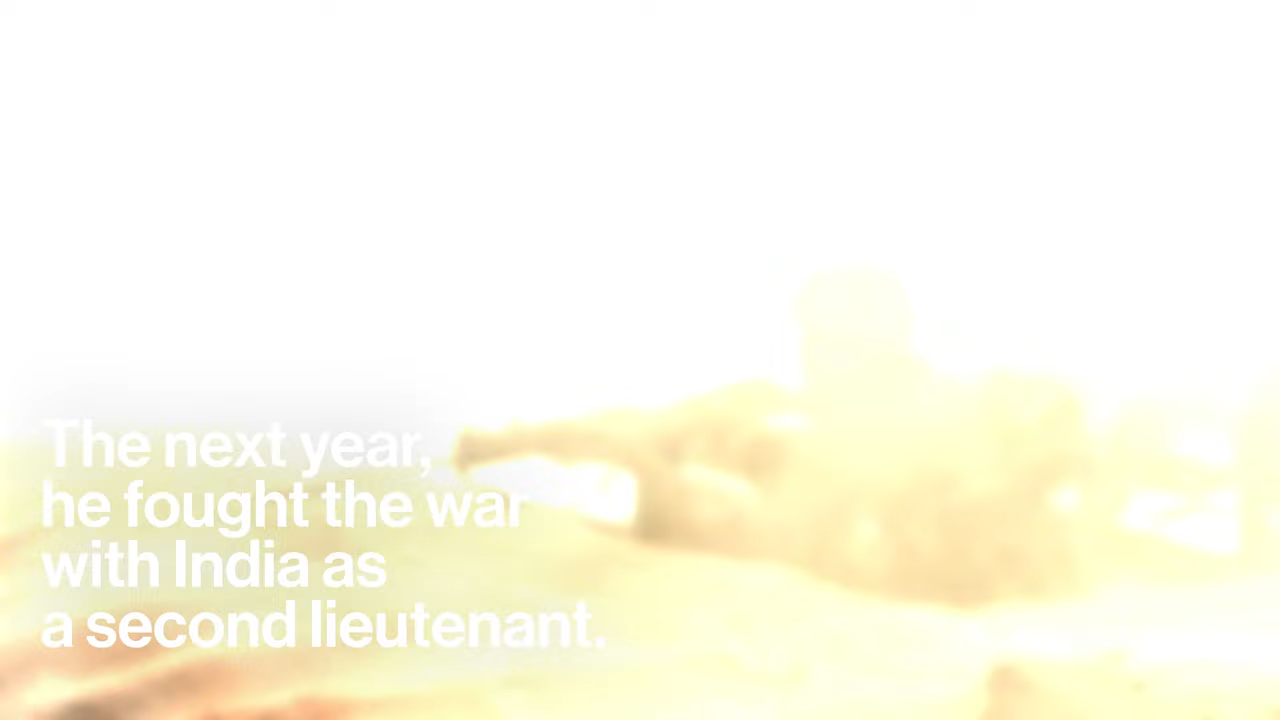 The next year,
he fought the war
with India as
a second lieutenant.